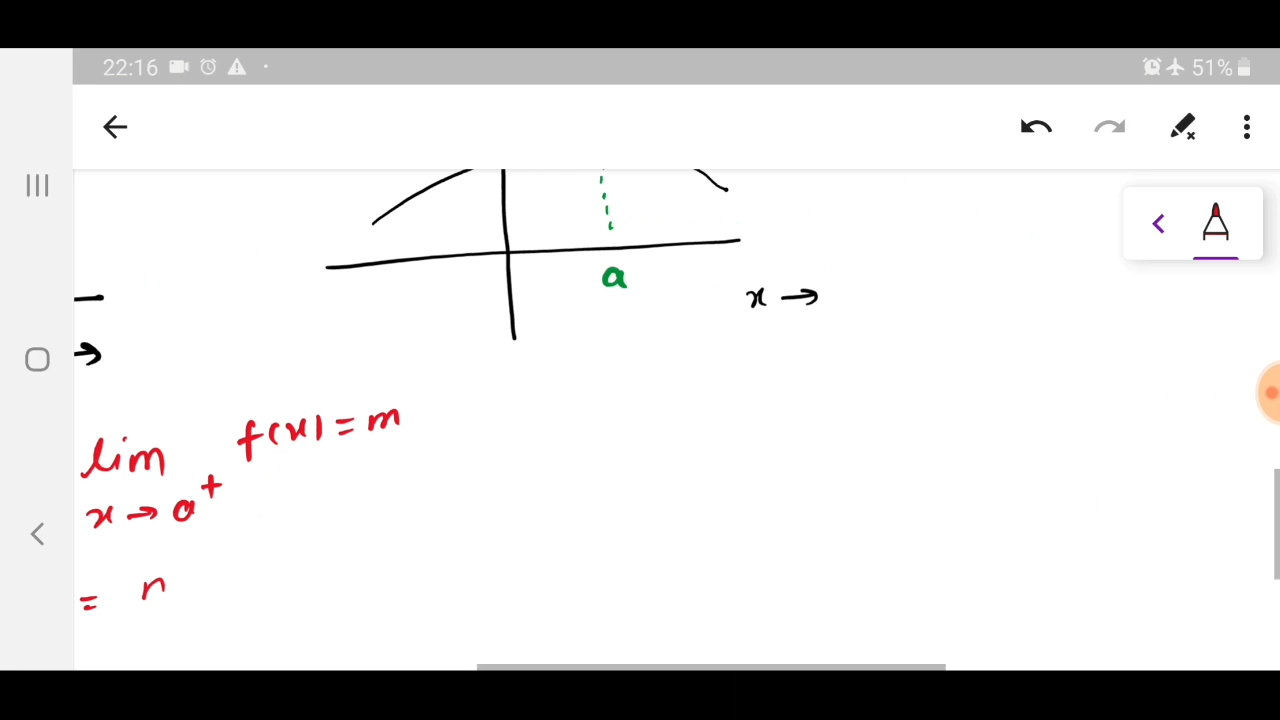 22:16 51%
a
x →
→
lim f(x) = m
x → a+
= n